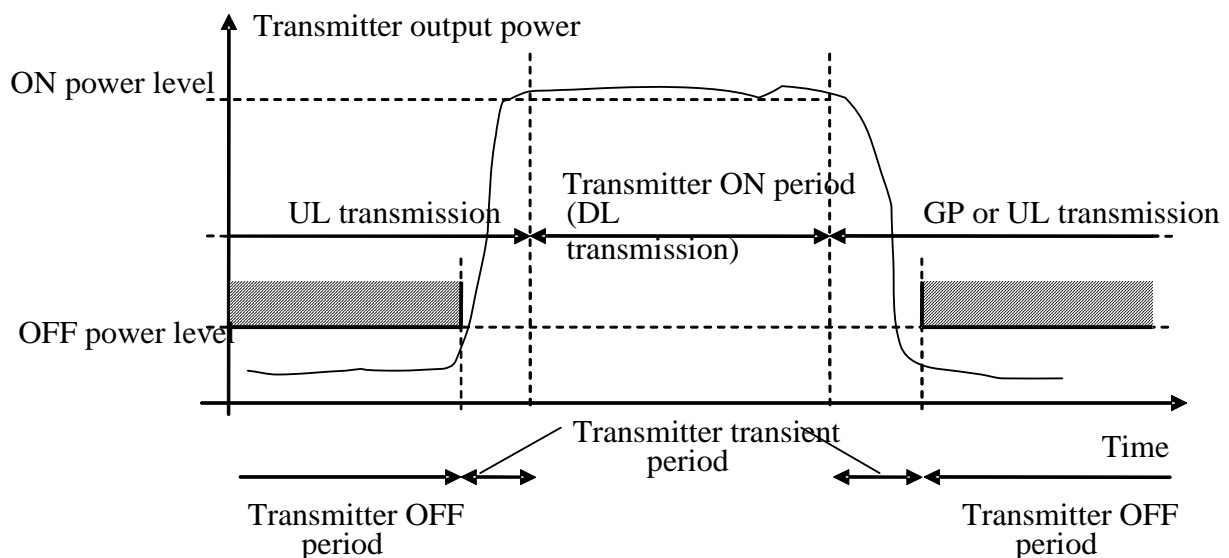 Transmitter output power
ON power level
Transmitter ON period
UL transmission
(DL
transmission)
GP or UL transmission
OFF power level
Transmitter transient
period
Time
Transmitter OFF
period
Transmitter OFF
period